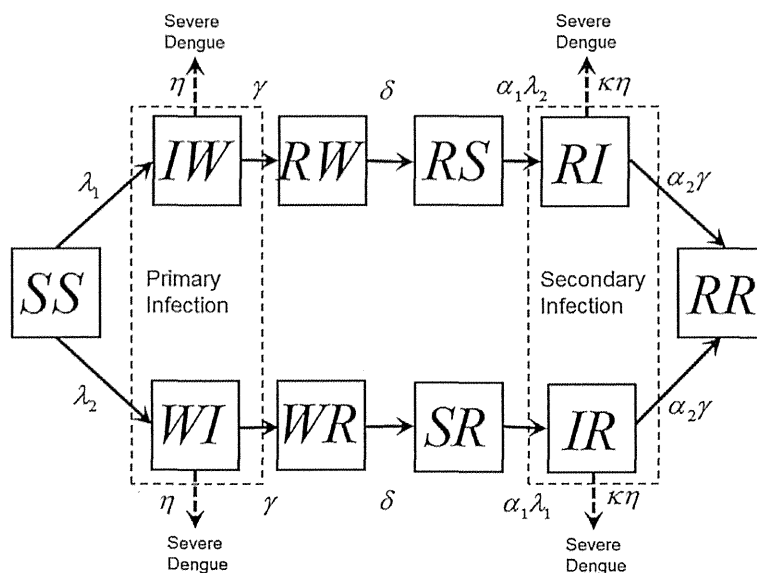 Severe
Dengue
Severe
Dengue
η γ δ α₁λ₂ κη
IW RW RS RI
λ₁ α₂γ
SS
Primary
Infection
Secondary
Infection
RR
λ₂ α₂γ
WI WR SR IR
η γ δ α₁λ₁ κη
Severe
Dengue
Severe
Dengue